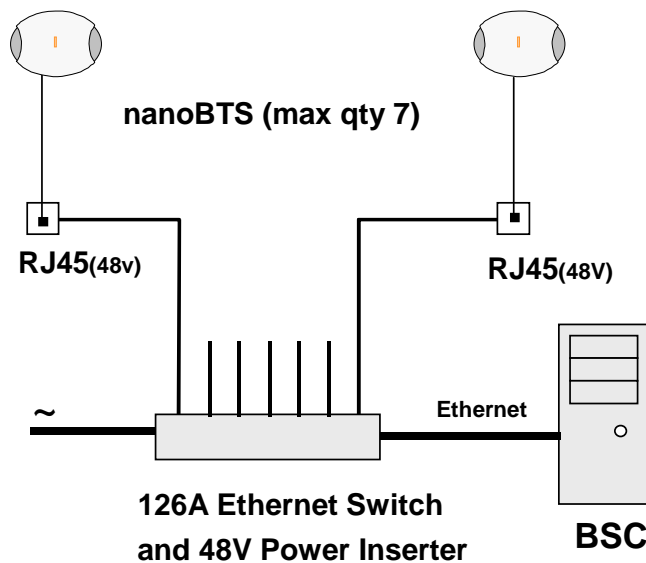 nanoBTS (max qty 7)
RJ45(48v)
RJ45(48V)
~
Ethernet
126A Ethernet Switch
and 48V Power Inserter
BSC